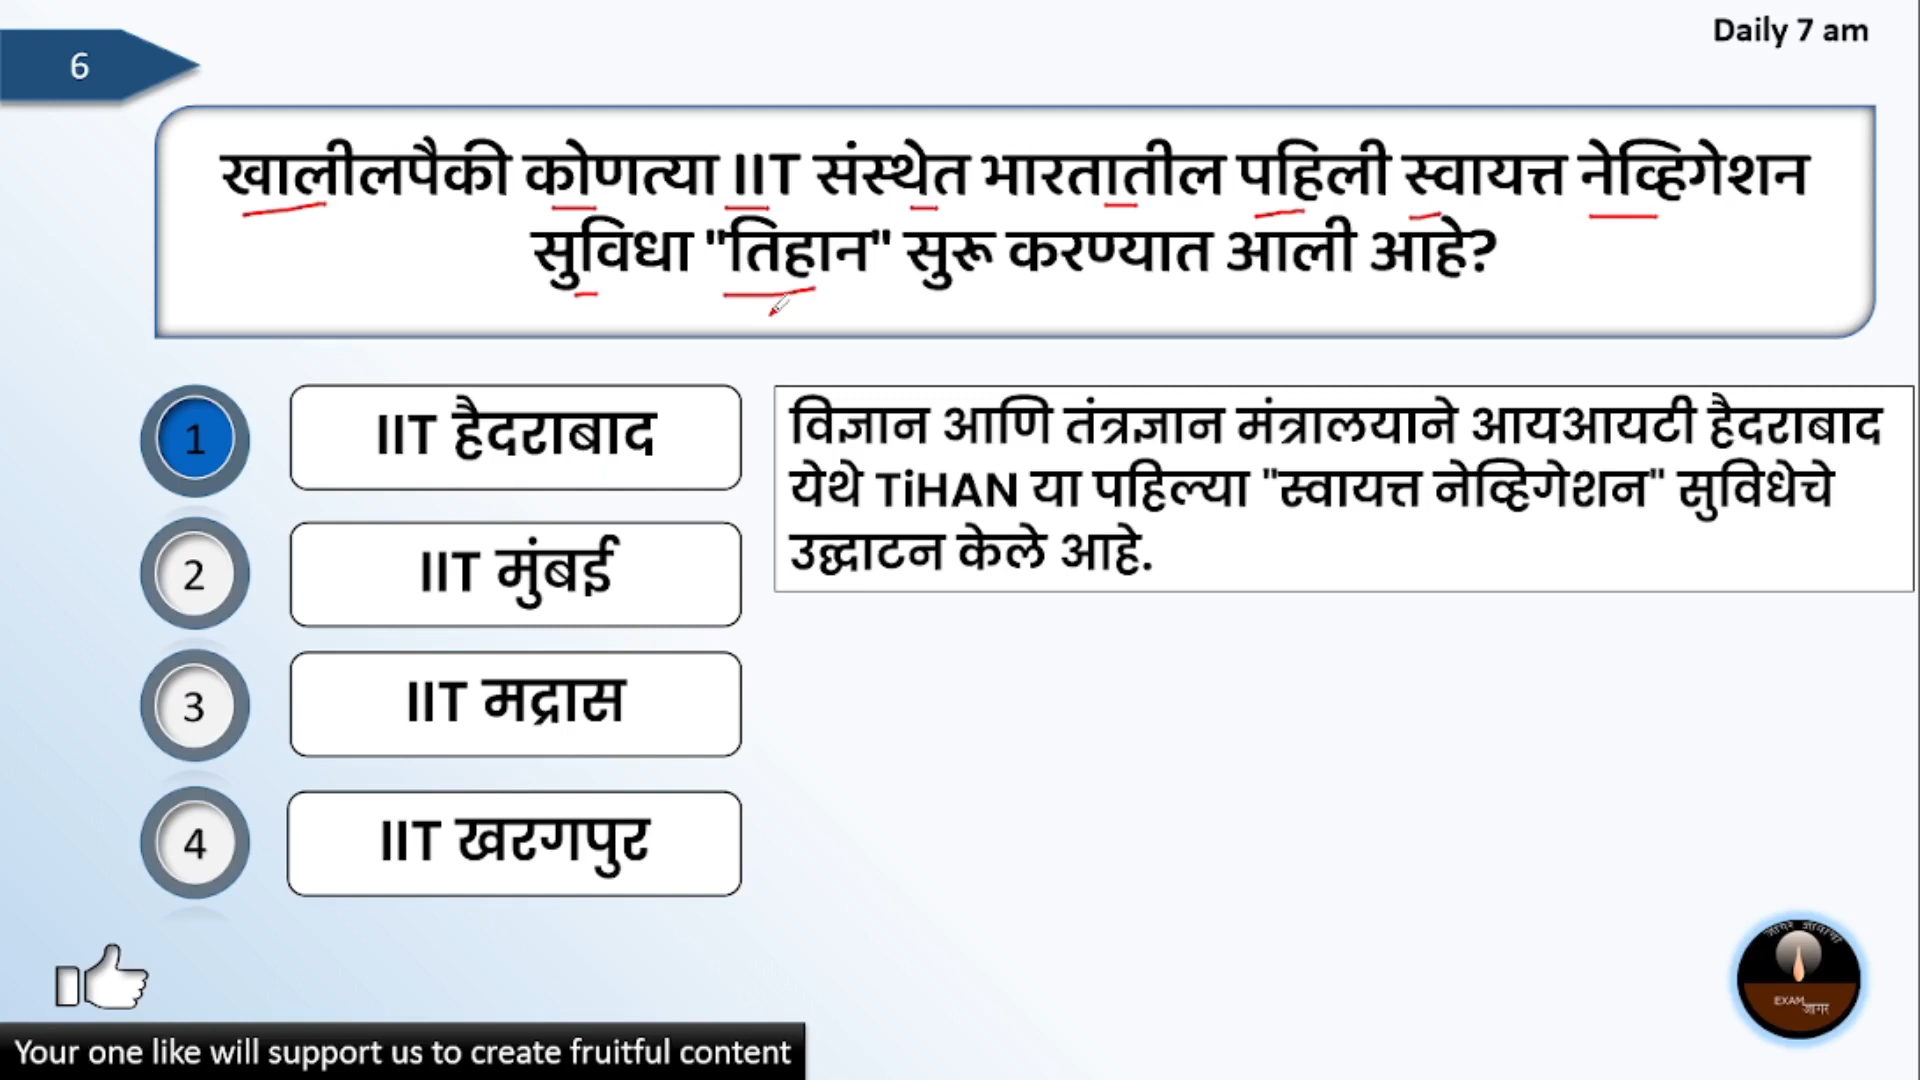 Daily 7 am
6
खालीलपैकी कोणत्या IIT संस्थेत भारतातील पहिली स्वायत्त नेव्हिगेशन
सुविधा "तिहान" सुरू करण्यात आली आहे?
1
IIT हैदराबाद
विज्ञान आणि तंत्रज्ञान मंत्रालयाने आयआयटी हैदराबाद
येथे TiHAN या पहिल्या "स्वायत्त नेव्हिगेशन" सुविधेचे
उद्घाटन केले आहे.
2
IIT मुंबई
3
IIT मद्रास
4
IIT खरगपुर
EXAM
जागर
Your one like will support us to create fruitful content